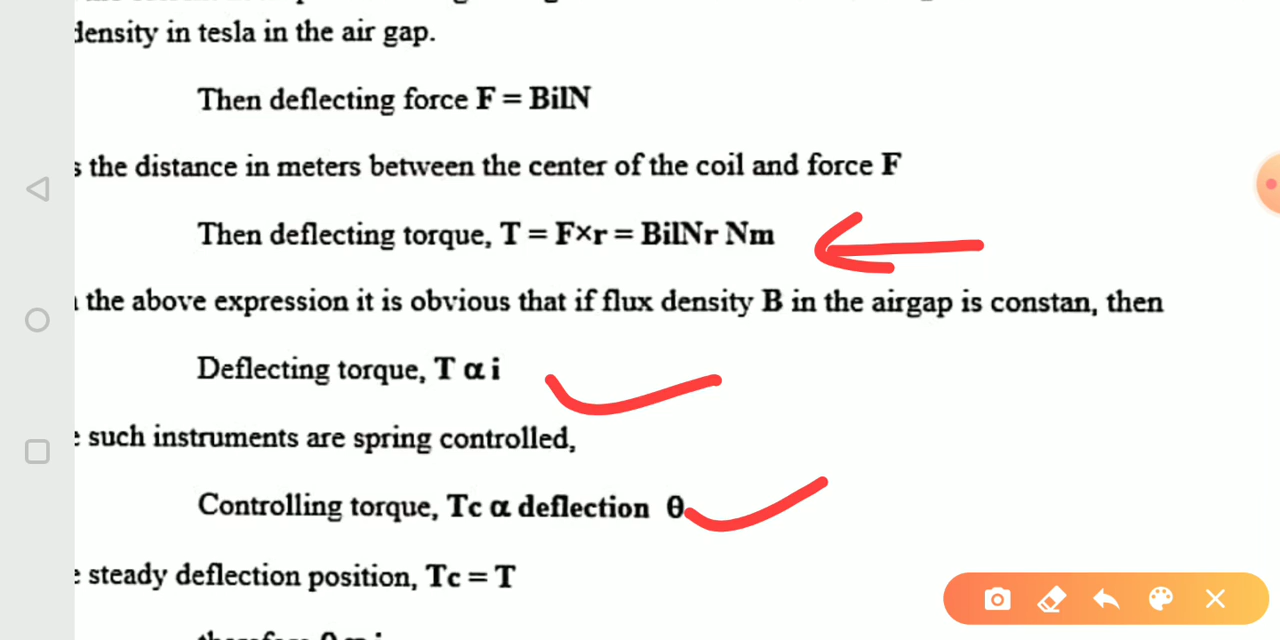 density in tesla in the air gap.
Then deflecting force F = BilN
s the distance in meters between the center of the coil and force F
Then deflecting torque, T = F×r = BilNr Nm
the above expression it is obvious that if flux density B in the airgap is constan, then
Deflecting torque, T α i
e such instruments are spring controlled,
Controlling torque, Tc α deflection θ
e steady deflection position, Tc = T